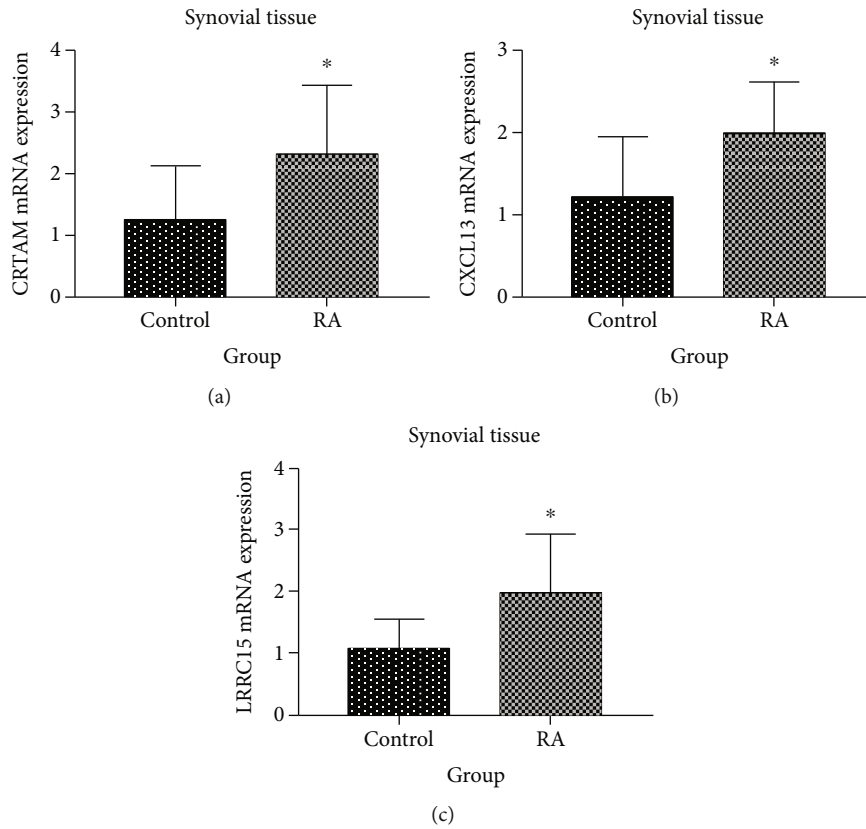 Synovial tissue
CRTAM mRNA expression
4
3
2
1
0
*
Control
RA
Group
(a)
Synovial tissue
CXCL13 mRNA expression
3
2
1
0
*
Control
RA
Group
(b)
Synovial tissue
LRRC15 mRNA expression
4
3
2
1
0
*
Control
RA
Group
(c)